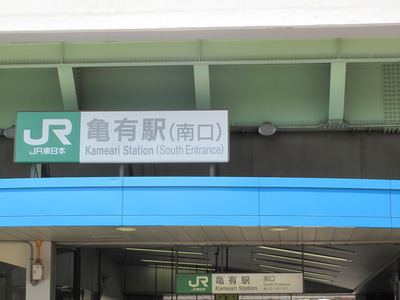 JR
JR東日本
亀有駅(南口)
Kameari Station (South Entrance)
JR
亀有駅
南口
Kameari Station
South Entrance